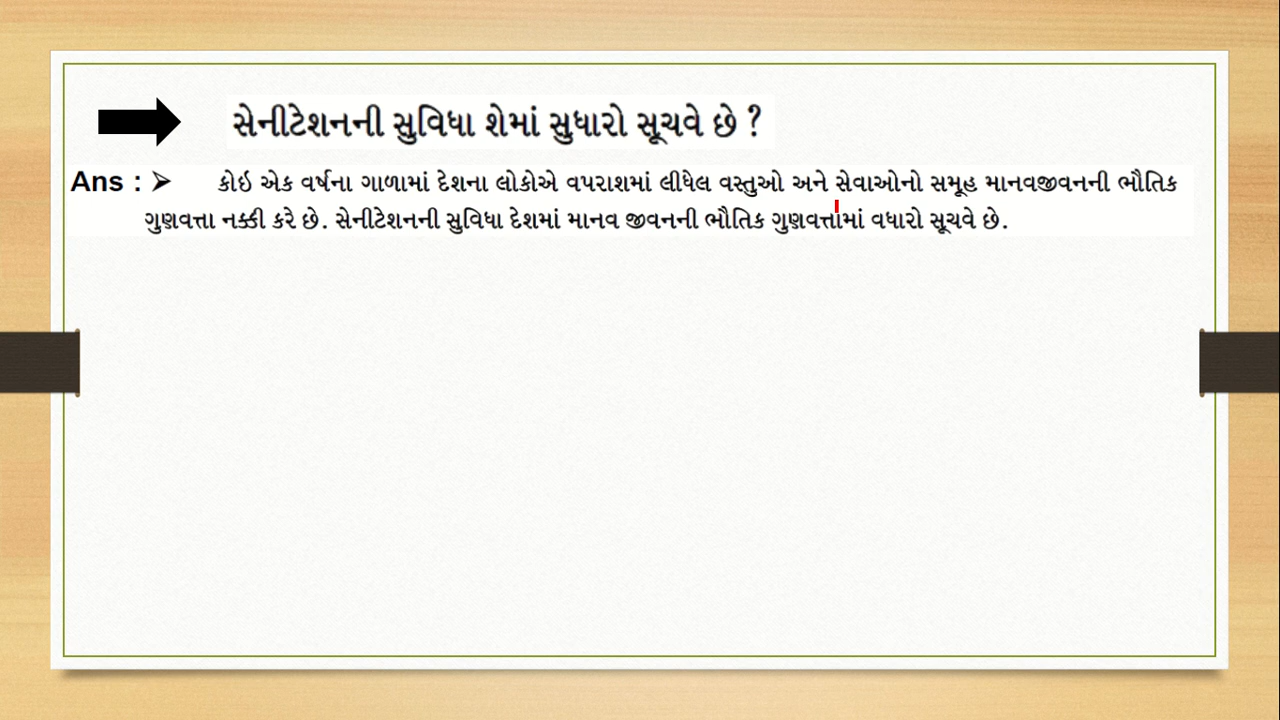 સેનીટેશનની સુવિધા શેમાં સુધારો સૂચવે છે ?
Ans : ➢ કોઇ એક વર્ષના ગાળામાં દેશના લોકોએ વપરાશમાં લીધેલ વસ્તુઓ અને સેવાઓનો સમૂહ માનવજીવનની ભૌતિક
ગુણવત્તા નક્કી કરે છે. સેનીટેશનની સુવિધા દેશમાં માનવ જીવનની ભૌતિક ગુણવત્તામાં વધારો સૂચવે છે.